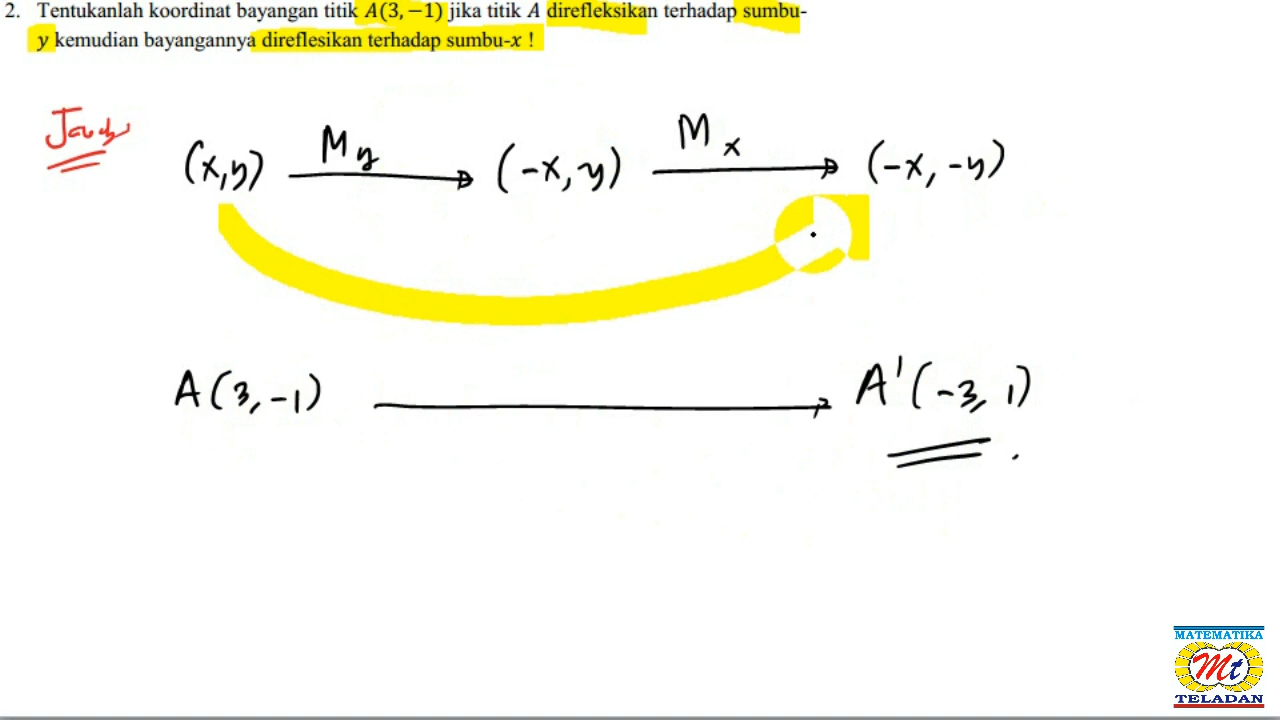 2. Tentukanlah koordinat bayangan titik A(3, −1) jika titik A direfleksikan terhadap sumbu-
y kemudian bayangannya direflesikan terhadap sumbu-x !
Jawab
(x,y) My (-x, y) Mx (-x, -y)
A(3,-1) A'(-3, 1)
MATEMATIKA
Mt
TELADAN